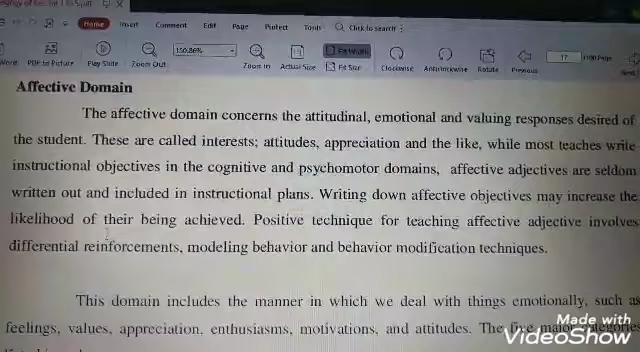 Home Insert Comment Edit Page Protect Tools Click to search
PDF to Picture Play Slide Zoom Out 150.86% Zoom In Actual Size Fit Width Fit Size Clockwise Anticlockwise Rotate Previous 17
Affective Domain
The affective domain concerns the attitudinal, emotional and valuing responses desired of
the student. These are called interests; attitudes, appreciation and the like, while most teaches write
instructional objectives in the cognitive and psychomotor domains, affective adjectives are seldom
written out and included in instructional plans. Writing down affective objectives may increase the
likelihood of their being achieved. Positive technique for teaching affective adjective involves
differential reinforcements, modeling behavior and behavior modification techniques.
This domain includes the manner in which we deal with things emotionally, such as
feelings, values, appreciation, enthusiasms, motivations, and attitudes. The five major categories
Made with
VideoShow